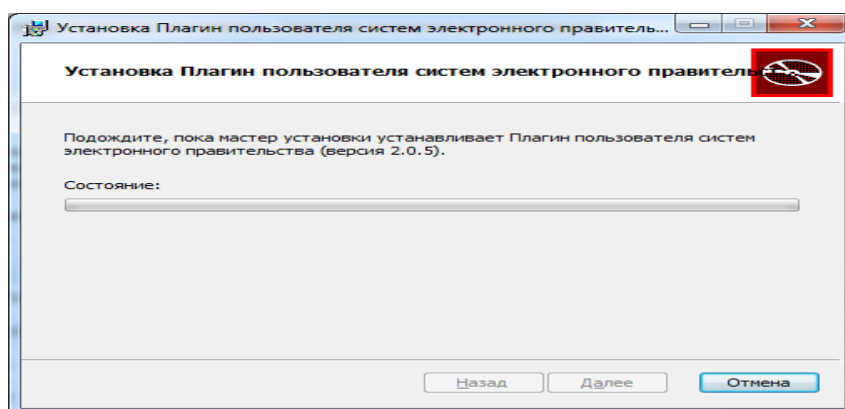 Установка Плагин пользователя систем электронного правитель...
Установка Плагин пользователя систем электронного правительс
Подождите, пока мастер установки устанавливает Плагин пользователя систем
электронного правительства (версия 2.0.5).
Состояние:
Назад
Далее
Отмена